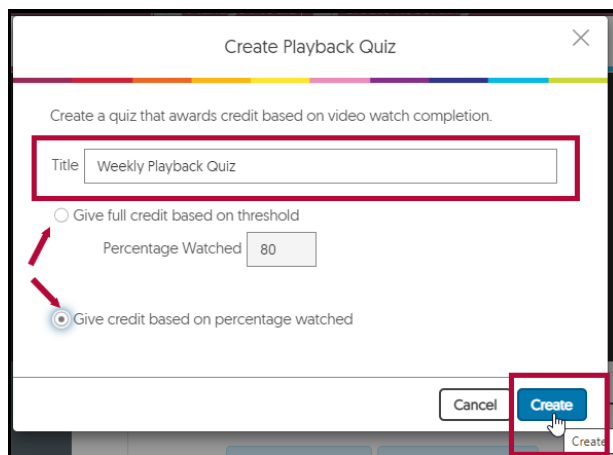 Create Playback Quiz
Create a quiz that awards credit based on video watch completion.
Title Weekly Playback Quiz
Give full credit based on threshold
Percentage Watched 80
Give credit based on percentage watched
Cancel Create
Create